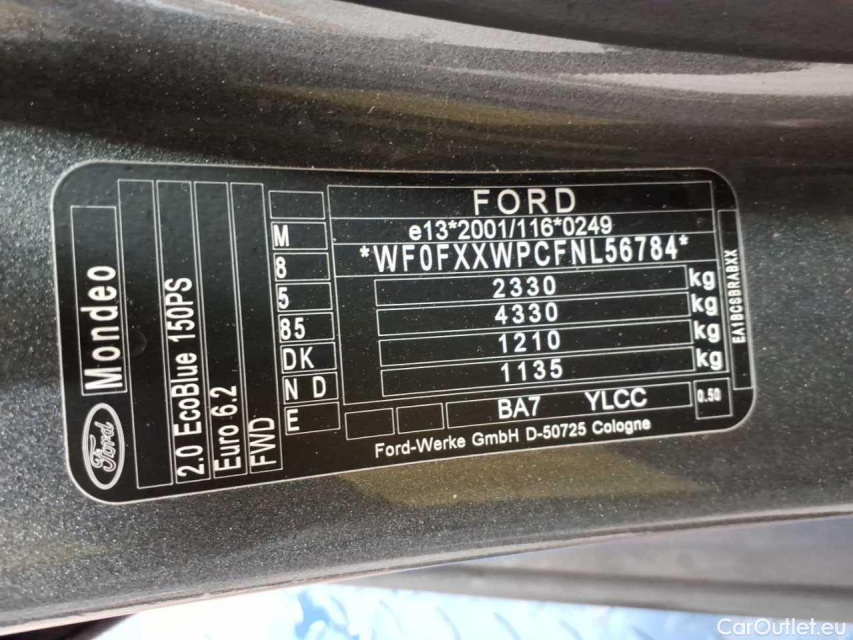 Ford
Mondeo
2.0 EcoBlue 150PS
Euro 6.2
FWD
M
8
5
85
DK
N D
E
FORD
e13*2001/116*0249
*WF0FXXWPCFNL56784*
2330 kg
4330 kg
1210 kg
1135 kg
BA7 YLCC 0.50
Ford-Werke GmbH D-50725 Cologne
EA1BCSBRABXX
CarOutlet.eu